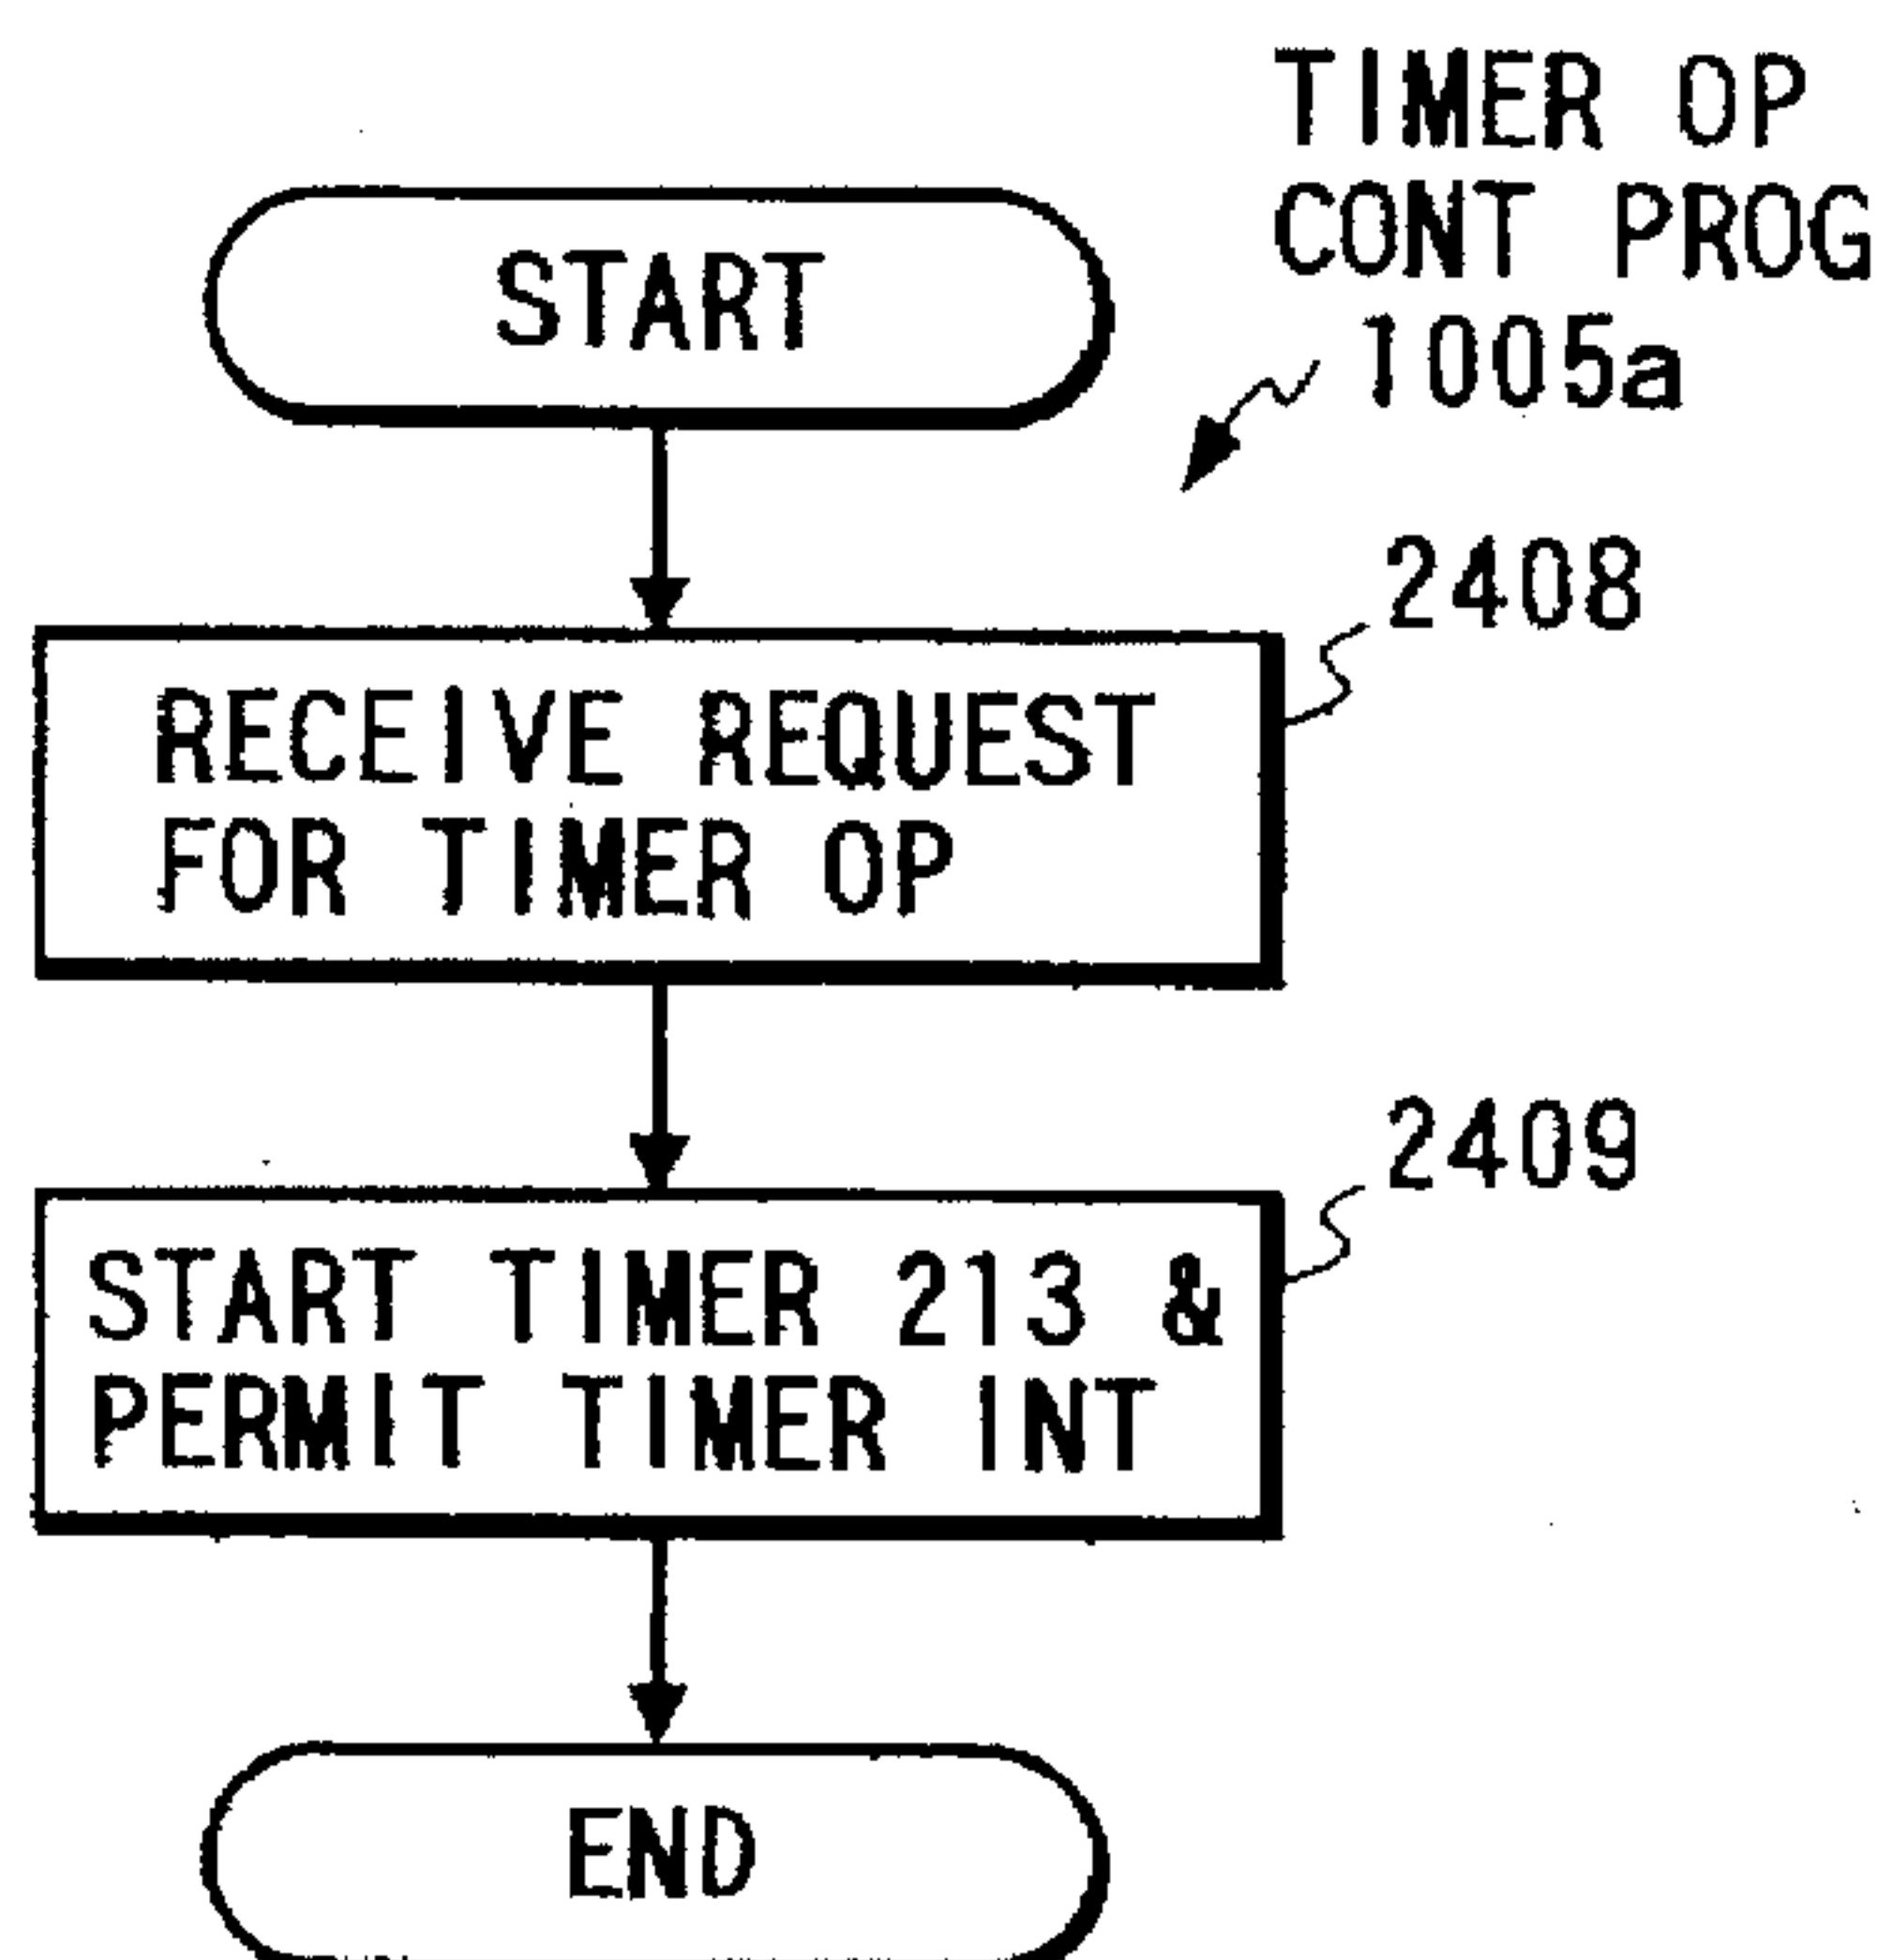 TIMER OP
CONT PROG
1005a
START
2408
RECEIVE REQUEST
FOR TIMER OP
2409
START TIMER 213 &
PERMIT TIMER INT
END